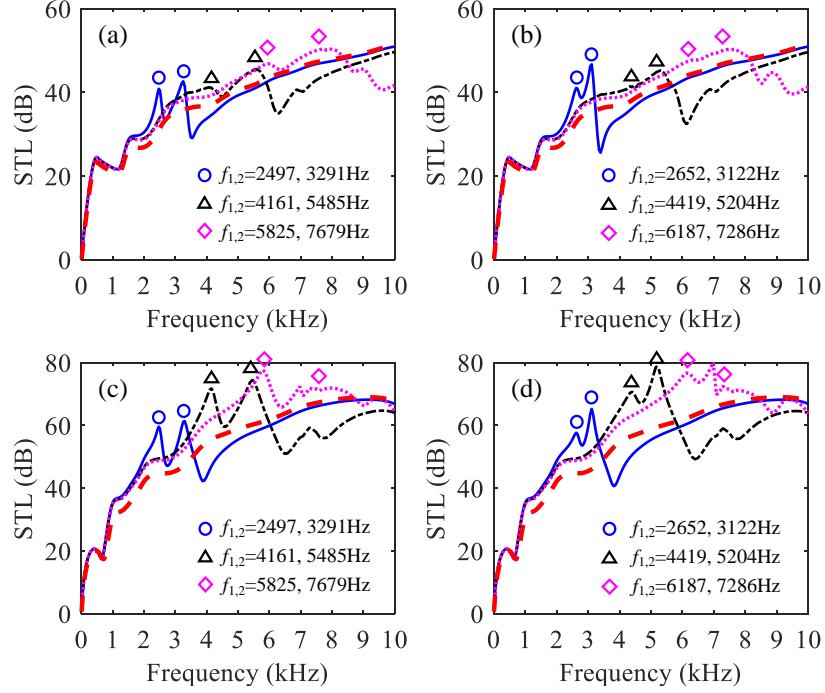 (a)
STL (dB)
60
40
20
0
f1,2=2497, 3291Hz
f1,2=4161, 5485Hz
f1,2=5825, 7679Hz
0 1 2 3 4 5 6 7 8 9 10
Frequency (kHz)
(b)
STL (dB)
60
40
20
0
f1,2=2652, 3122Hz
f1,2=4419, 5204Hz
f1,2=6187, 7286Hz
0 1 2 3 4 5 6 7 8 9 10
Frequency (kHz)
(c)
STL (dB)
80
60
40
20
0
f1,2=2497, 3291Hz
f1,2=4161, 5485Hz
f1,2=5825, 7679Hz
0 1 2 3 4 5 6 7 8 9 10
Frequency (kHz)
(d)
STL (dB)
80
60
40
20
0
f1,2=2652, 3122Hz
f1,2=4419, 5204Hz
f1,2=6187, 7286Hz
0 1 2 3 4 5 6 7 8 9 10
Frequency (kHz)